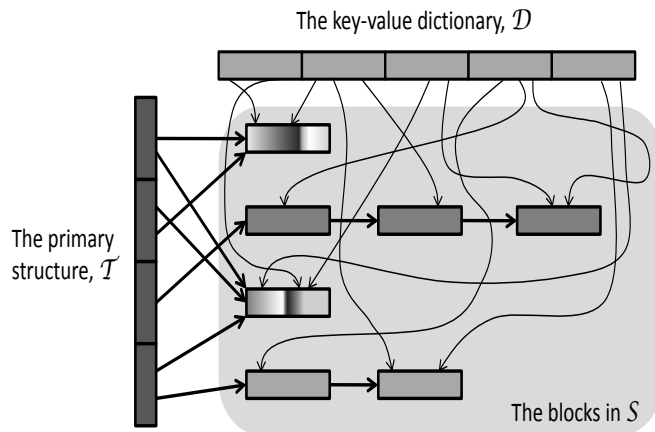 The key-value dictionary, 𝒟
The primary
structure, 𝒯
The blocks in 𝒮